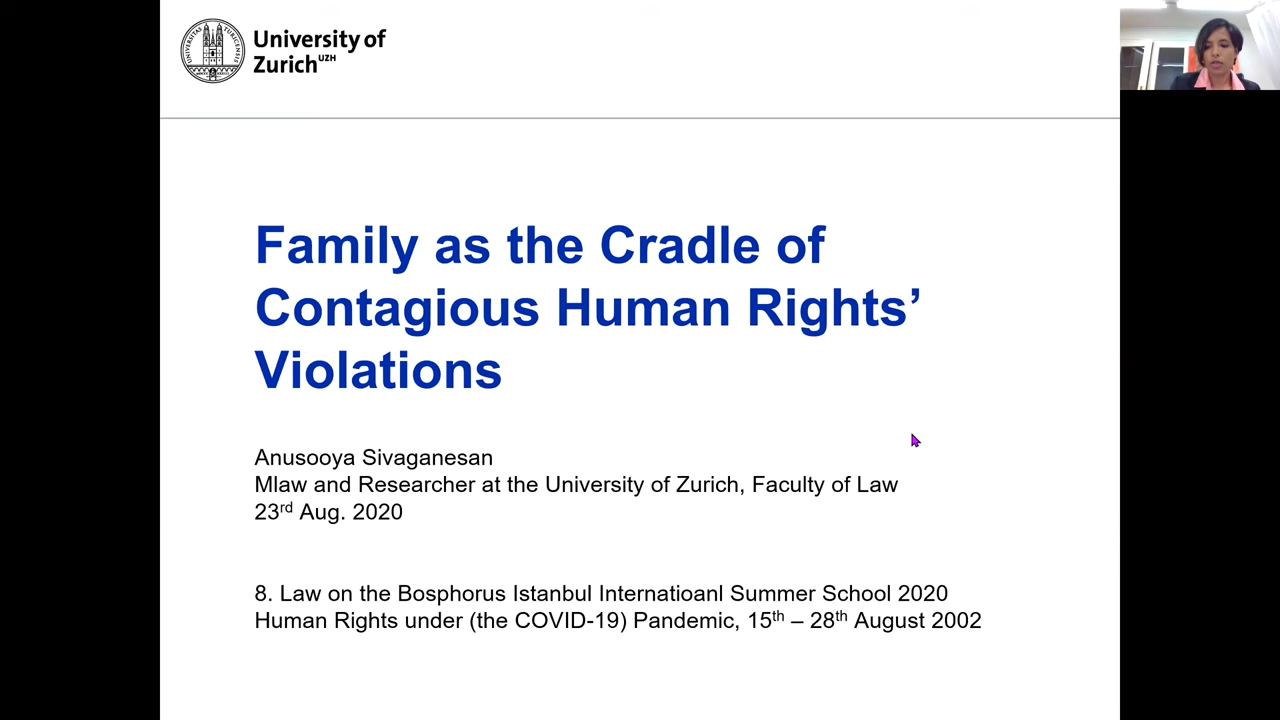 University of
Zurich UZH
Family as the Cradle of
Contagious Human Rights’
Violations
Anusooya Sivaganesan
Mlaw and Researcher at the University of Zurich, Faculty of Law
23rd Aug. 2020
8. Law on the Bosphorus Istanbul Internatioanl Summer School 2020
Human Rights under (the COVID-19) Pandemic, 15th – 28th August 2002